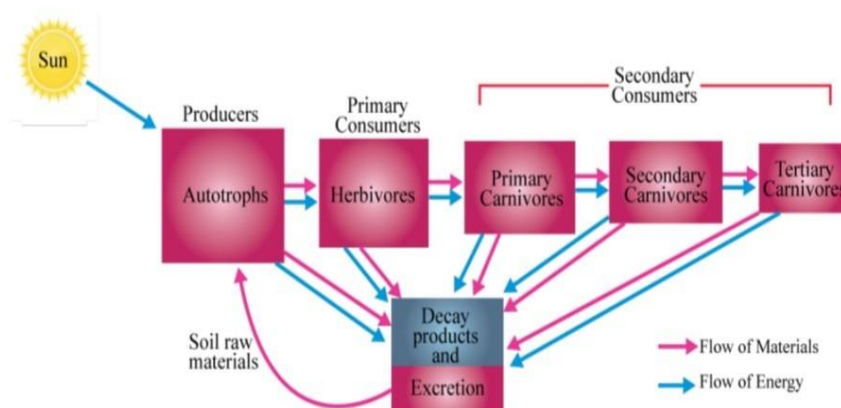 Sun
Producers
Primary
Consumers
Secondary
Consumers
Autotrophs
Herbivores
Primary
Carnivores
Secondary
Carnivores
Tertiary
Carnivores
Soil raw
materials
Decay
products
and
Excretion
Flow of Materials
Flow of Energy